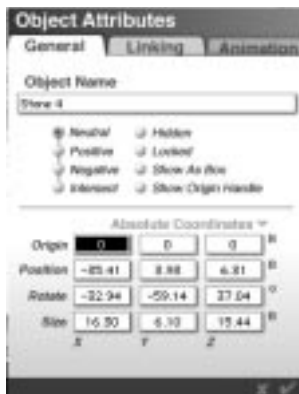 Object Attributes
General Linking Animation
Object Name
Stone 4
Neutral Hidden
Positive Locked
Negative Show As Box
Intersect Show Origin Handle
Absolute Coordinates
Origin 0 0 0
Position -85.41 8.98 6.81
Rotate -32.94 -59.14 37.04
Size 16.50 6.10 15.44
X Y Z